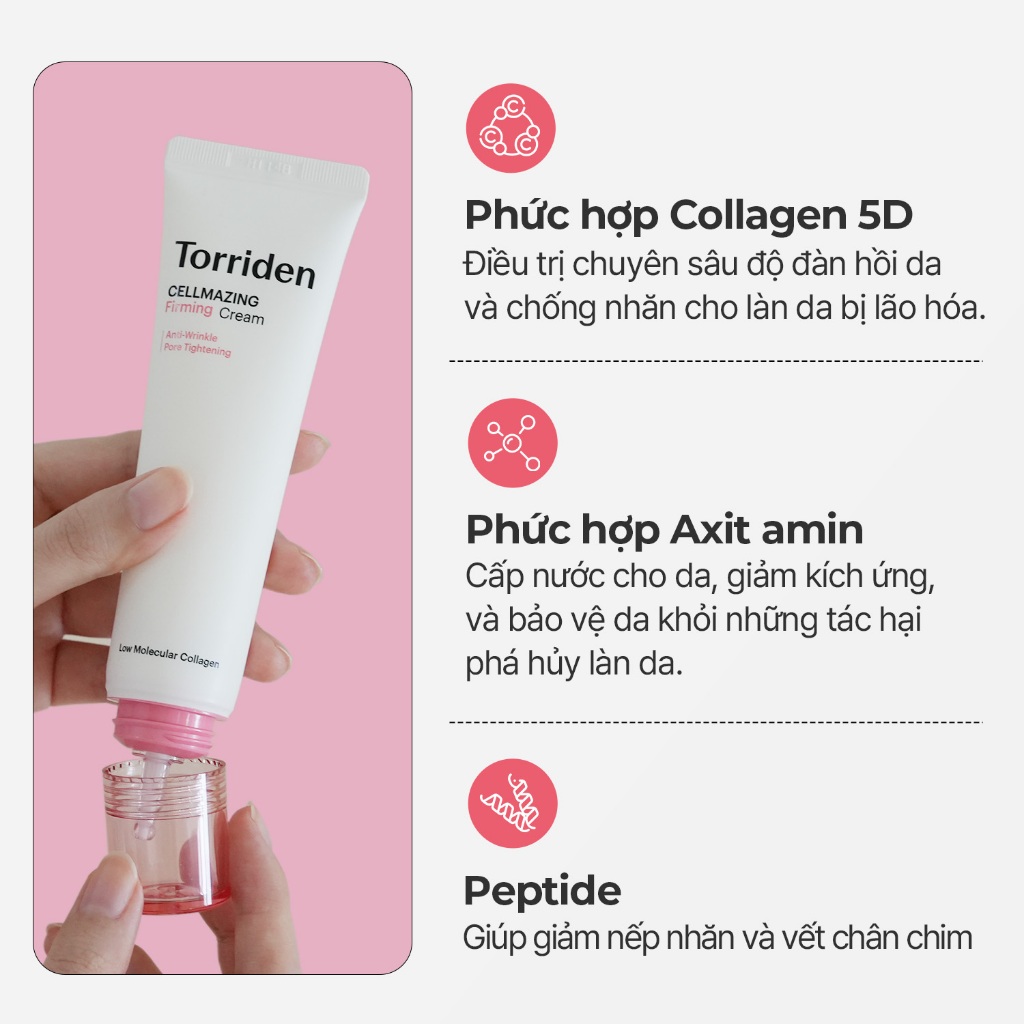 Torriden
CELLMAZING
Firming Cream
Anti-Wrinkle
Pore Tightening
Low Molecular Collagen
Phức hợp Collagen 5D
Điều trị chuyên sâu độ đàn hồi da
và chống nhăn cho làn da bị lão hóa.
Phức hợp Axit amin
Cấp nước cho da, giảm kích ứng,
và bảo vệ da khỏi những tác hại
phá hủy làn da.
Peptide
Giúp giảm nếp nhăn và vết chân chim